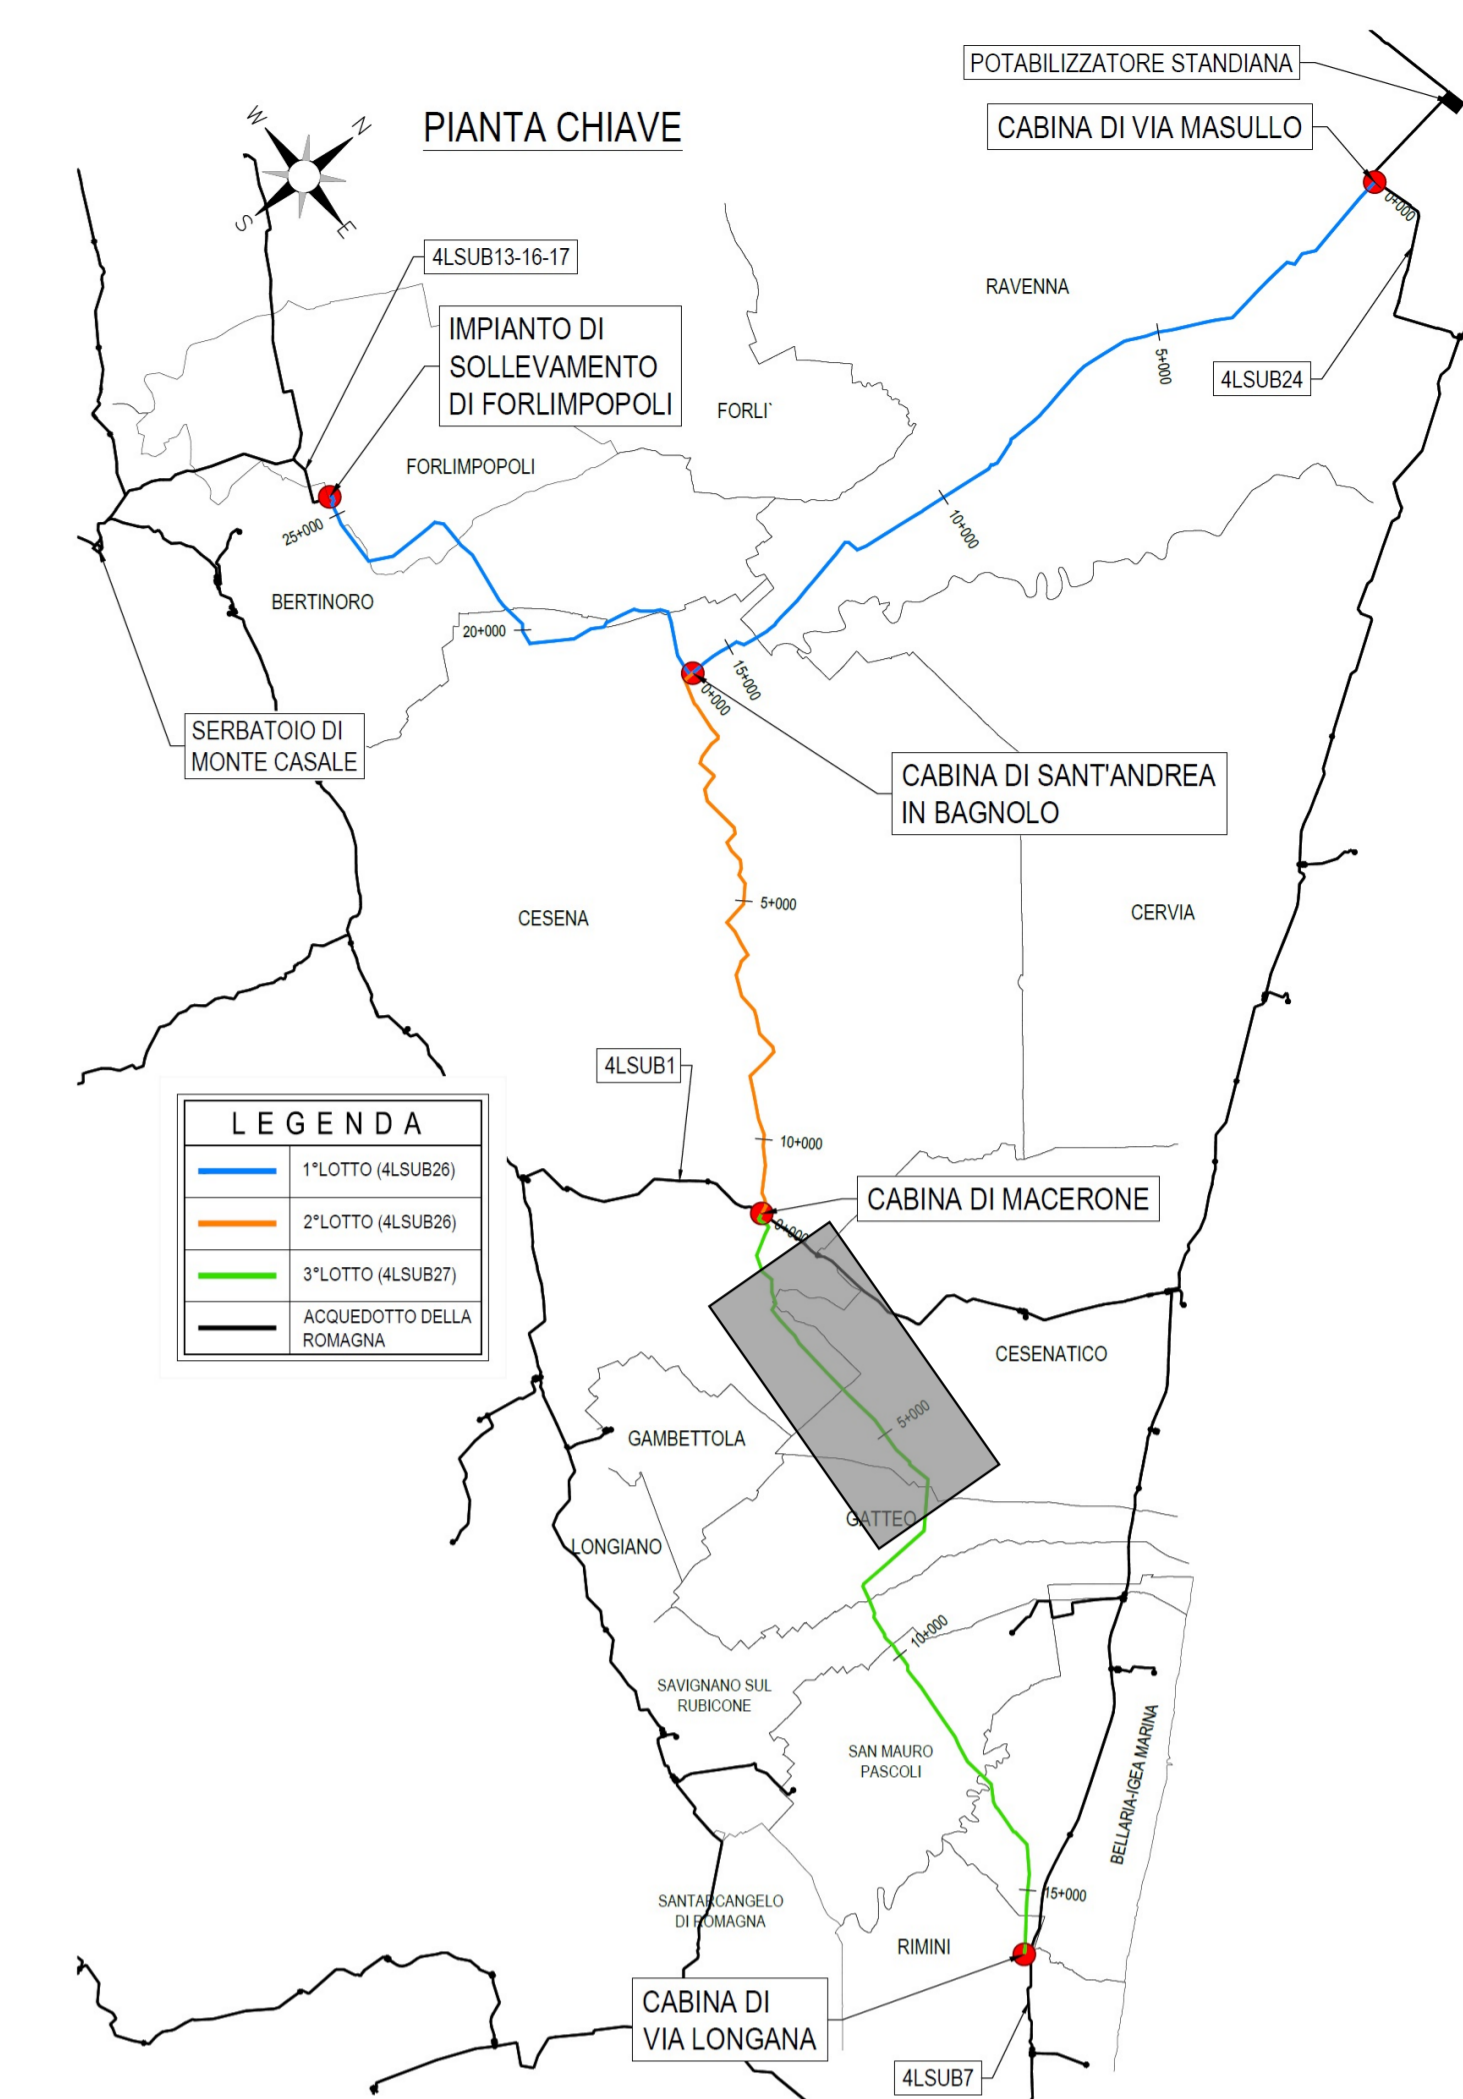 POTABILIZZATORE STANDIANA
PIANTA CHIAVE
CABINA DI VIA MASULLO
W
N
S
E
0+000
4LSUB13-16-17
RAVENNA
IMPIANTO DI
SOLLEVAMENTO
DI FORLIMPOPOLI
5+000
4LSUB24
FORLI`
FORLIMPOPOLI
25+000
10+000
BERTINORO
20+000
15+000
0+000
SERBATOIO DI
MONTE CASALE
CABINA DI SANT'ANDREA
IN BAGNOLO
5+000
CESENA
CERVIA
4LSUB1
LEGENDA
1°LOTTO (4LSUB26)
2°LOTTO (4LSUB26)
3°LOTTO (4LSUB27)
ACQUEDOTTO DELLA
ROMAGNA
10+000
CABINA DI MACERONE
0+000
CESENATICO
5+000
GAMBETTOLA
GATTEO
LONGIANO
10+000
SAVIGNANO SUL
RUBICONE
SAN MAURO
PASCOLI
BELLARIA-IGEA MARINA
15+000
SANTARCANGELO
DI ROMAGNA
RIMINI
CABINA DI
VIA LONGANA
4LSUB7